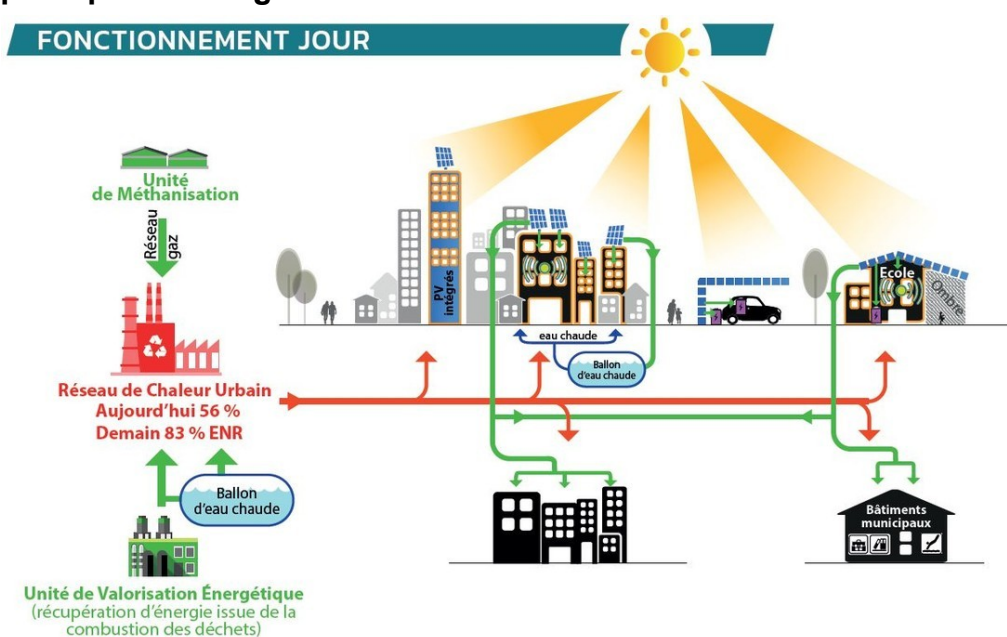 FONCTIONNEMENT JOUR
Unité
de Méthanisation
Réseau
gaz
Réseau de Chaleur Urbain
Aujourd'hui 56 %
Demain 83 % ENR
Ballon
d'eau chaude
Unité de Valorisation Énergétique
(récupération d'énergie issue de la
combustion des déchets)
PV
intégrés
eau chaude
Ballon
d'eau chaude
Ecole
Ombre
Bâtiments
municipaux